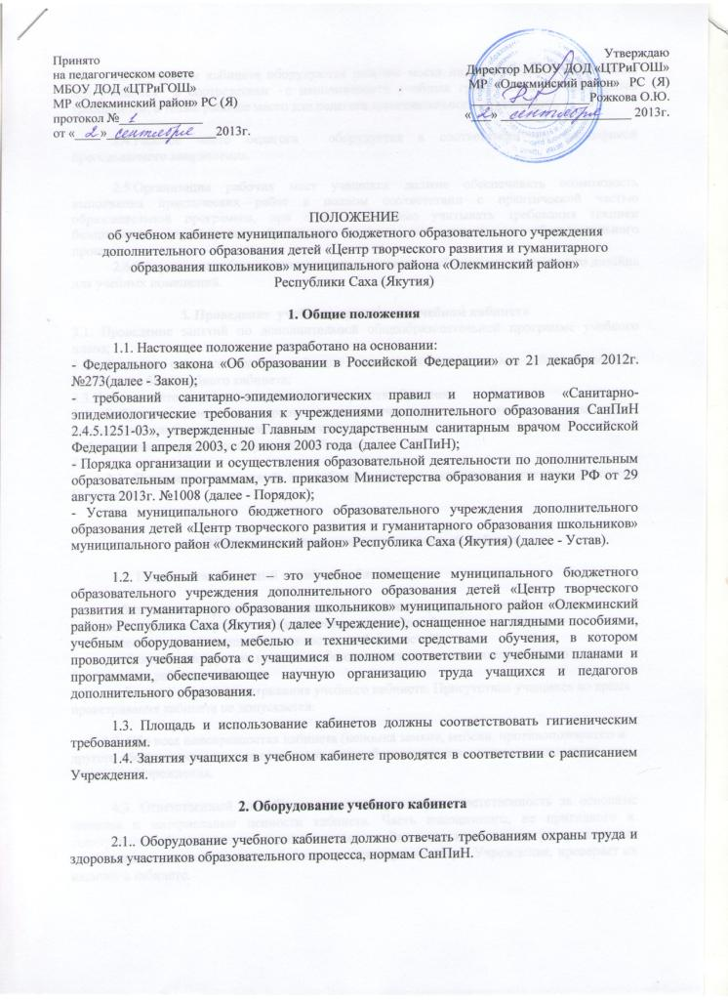 Принято
на педагогическом совете
МБОУ ДОД «ЦТРиГОШ»
МР «Олекминский район» РС (Я)
протокол № 1
от « 2 » сентября 2013г.
Утверждаю
Директор МБОУ ДОД «ЦТРиГОШ»
МР «Олекминский район» РС (Я)
Рожкова О.Ю.
« 2 » сентября 2013г.
ПОЛОЖЕНИЕ
об учебном кабинете муниципального бюджетного образовательного учреждения
дополнительного образования детей «Центр творческого развития и гуманитарного
образования школьников» муниципального района «Олекминский район»
Республики Саха (Якутия)
1. Общие положения
1.1. Настоящее положение разработано на основании:
- Федерального закона «Об образовании в Российской Федерации» от 21 декабря 2012г.
№273(далее - Закон);
- требований санитарно-эпидемиологических правил и нормативов «Санитарно-
эпидемиологические требования к учреждениями дополнительного образования СанПиН
2.4.5.1251-03», утвержденные Главным государственным санитарным врачом Российской
Федерации 1 апреля 2003, с 20 июня 2003 года (далее СанПиН);
- Порядка организации и осуществления образовательной деятельности по дополнительным
образовательным программам, утв. приказом Министерства образования и науки РФ от 29
августа 2013г. №1008 (далее - Порядок);
- Устава муниципального бюджетного образовательного учреждения дополнительного
образования детей «Центр творческого развития и гуманитарного образования школьников»
муниципального район «Олекминский район» Республика Саха (Якутия) (далее - Устав).
1.2. Учебный кабинет – это учебное помещение муниципального бюджетного
образовательного учреждения дополнительного образования детей «Центр творческого
развития и гуманитарного образования школьников» муниципального район «Олекминский
район» Республика Саха (Якутия) ( далее Учреждение), оснащенное наглядными пособиями,
учебным оборудованием, мебелью и техническими средствами обучения, в котором
проводится учебная работа с учащимися в полном соответствии с учебными планами и
программами, обеспечивающее научную организацию труда учащихся и педагогов
дополнительного образования.
1.3. Площадь и использование кабинетов должны соответствовать гигиеническим
требованиям.
1.4. Занятия учащихся в учебном кабинете проводятся в соответствии с расписанием
Учреждения.
2. Оборудование учебного кабинета
2.1.. Оборудование учебного кабинета должно отвечать требованиям охраны труда и
здоровья участников образовательного процесса, нормам СанПиН.